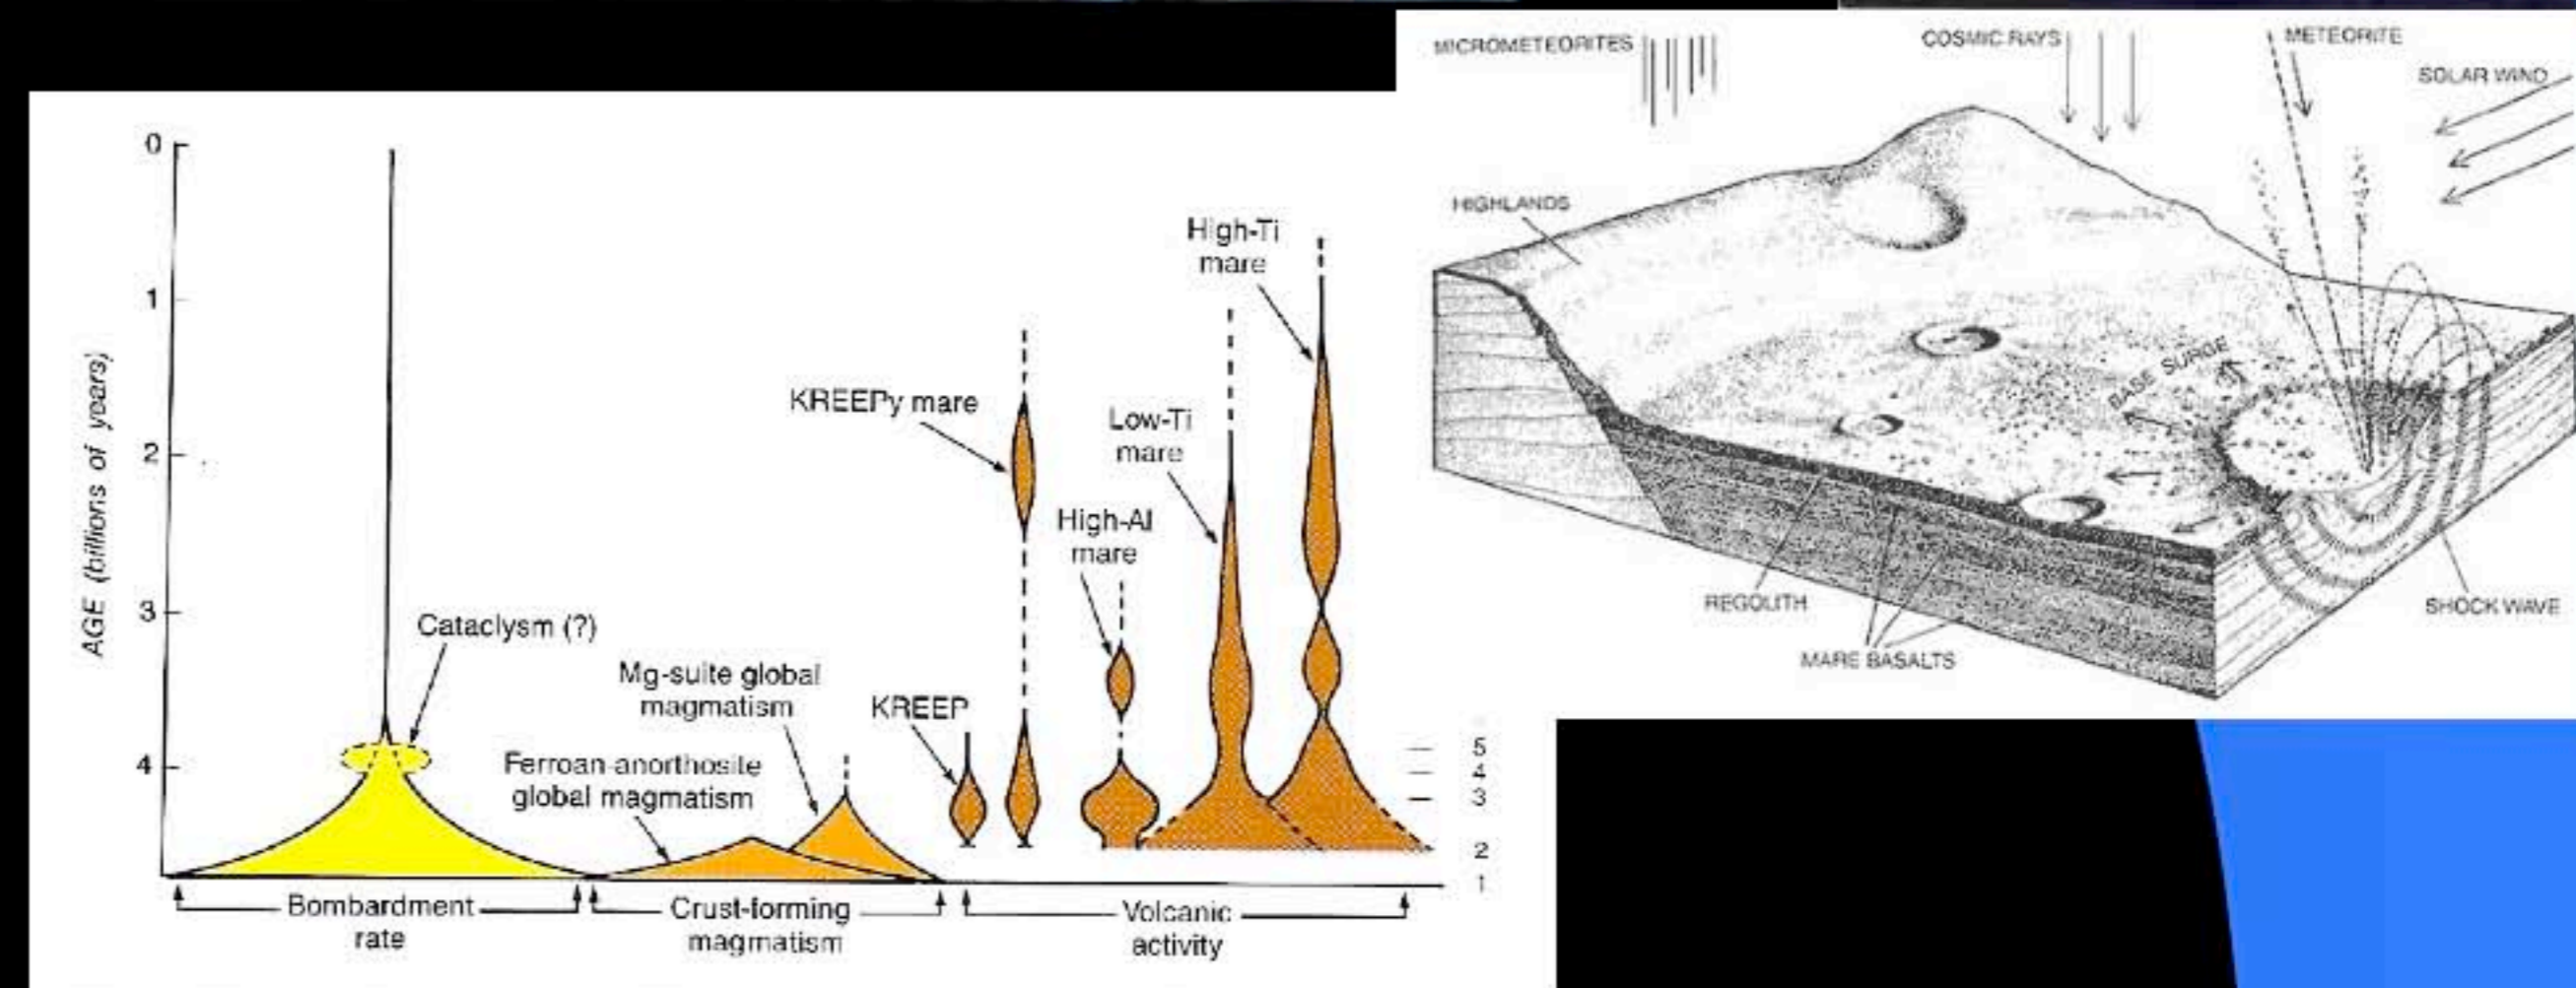 0
1
2
3
4
AGE (billions of years)
Cataclysm (?)
Ferroan-anorthosite
global magmatism
Mg-suite global
magmatism
KREEP
KREEPy mare
High-Al
mare
Low-Ti
mare
High-Ti
mare
5
4
3
2
1
Bombardment
rate
Crust-forming
magmatism
Volcanic
activity
MICROMETEORITES
COSMIC RAYS
METEORITE
SOLAR WIND
HIGHLANDS
BASE SURGE
REGOLITH
MARE BASALTS
SHOCK WAVE